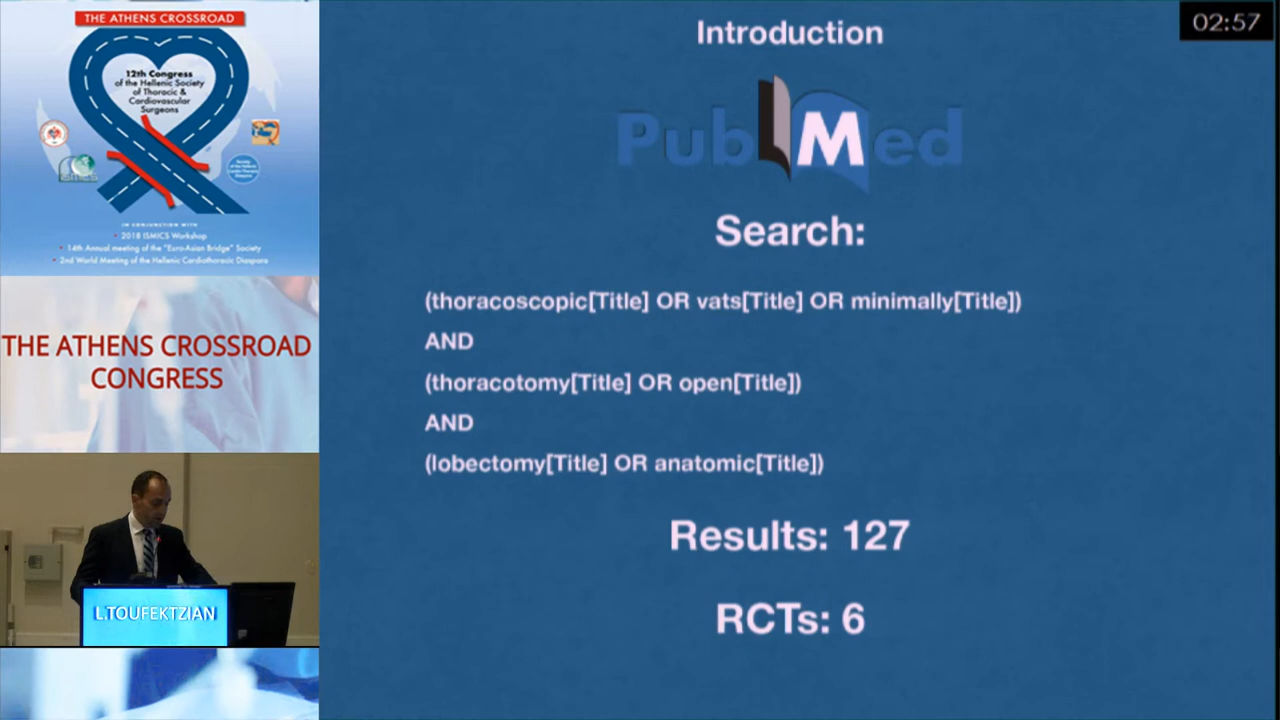 THE ATHENS CROSSROAD
12th Congress
of the Hellenic Society
of Thoracic &
Cardiovascular
Surgeons
IN CONJUNCTION WITH
• 2018 ISMICS Workshop
• 14th Annual meeting of the "Euro-Asian Bridge" Society
• 2nd World Meeting of the Hellenic Cardiothoracic Diaspora
THE ATHENS CROSSROAD
CONGRESS
L.TOUFEKTZIAN
Introduction
02:57
PubMed
Search:
(thoracoscopic[Title] OR vats[Title] OR minimally[Title])
AND
(thoracotomy[Title] OR open[Title])
AND
(lobectomy[Title] OR anatomic[Title])
Results: 127
RCTs: 6